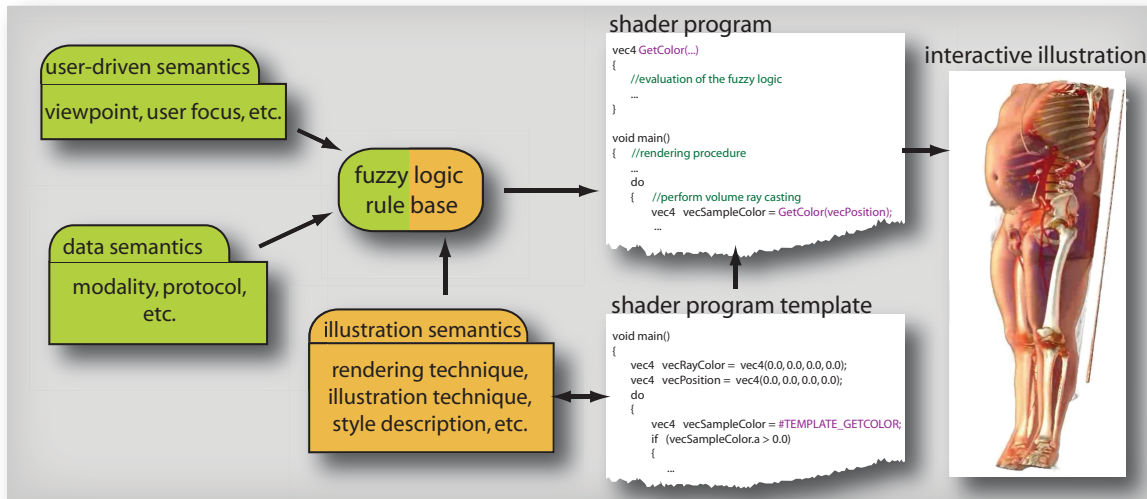 user-driven semantics
viewpoint, user focus, etc.
data semantics
modality, protocol,
etc.
fuzzy logic
rule base
illustration semantics
rendering technique,
illustration technique,
style description, etc.
shader program
vec4 GetColor(...)
{
//evaluation of the fuzzy logic
...
}
void main()
{ //rendering procedure
...
do
{ //perform volume ray casting
vec4 vecSampleColor = GetColor(vecPosition);
...
shader program template
void main()
{
vec4 vecRayColor = vec4(0.0, 0.0, 0.0, 0.0);
vec4 vecPosition = vec4(0.0, 0.0, 0.0, 0.0);
do
{
vec4 vecSampleColor = #TEMPLATE_GETCOLOR;
if (vecSampleColor.a > 0.0)
{
...
interactive illustration